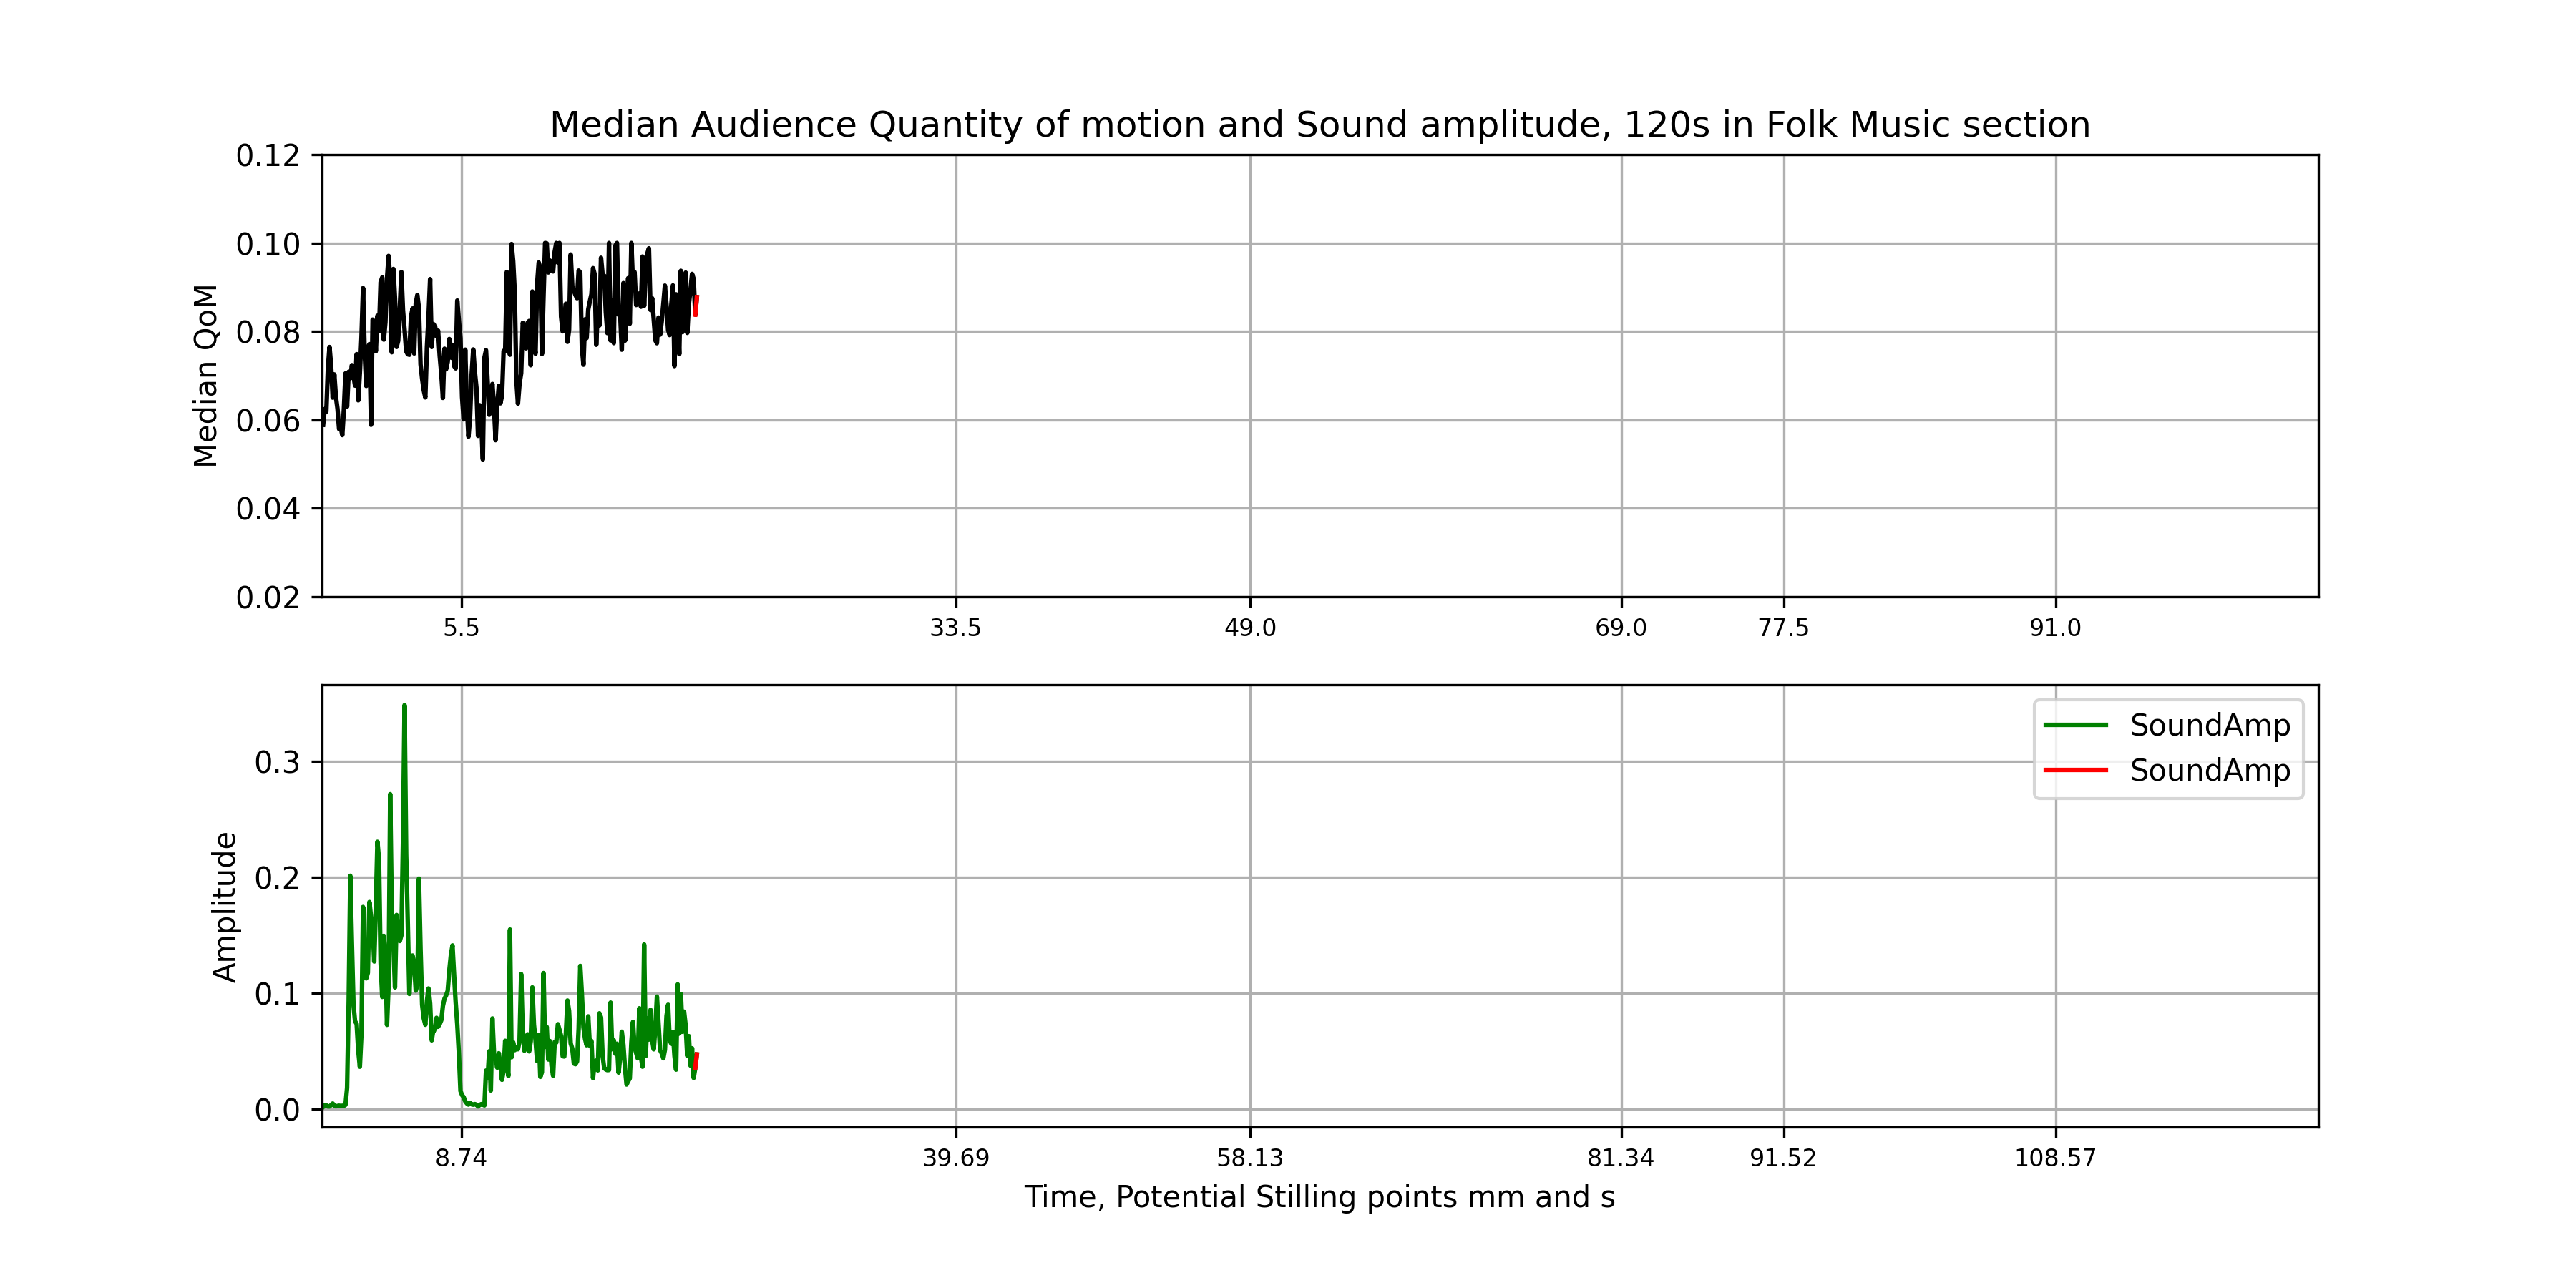 Median Audience Quantity of motion and Sound amplitude, 120s in Folk Music section
0.12
0.10
0.08
0.06
0.04
0.02
Median QoM
5.5 33.5 49.0 69.0 77.5 91.0
SoundAmp
SoundAmp
0.3
0.2
0.1
0.0
Amplitude
8.74 39.69 58.13 81.34 91.52 108.57
Time, Potential Stilling points mm and s